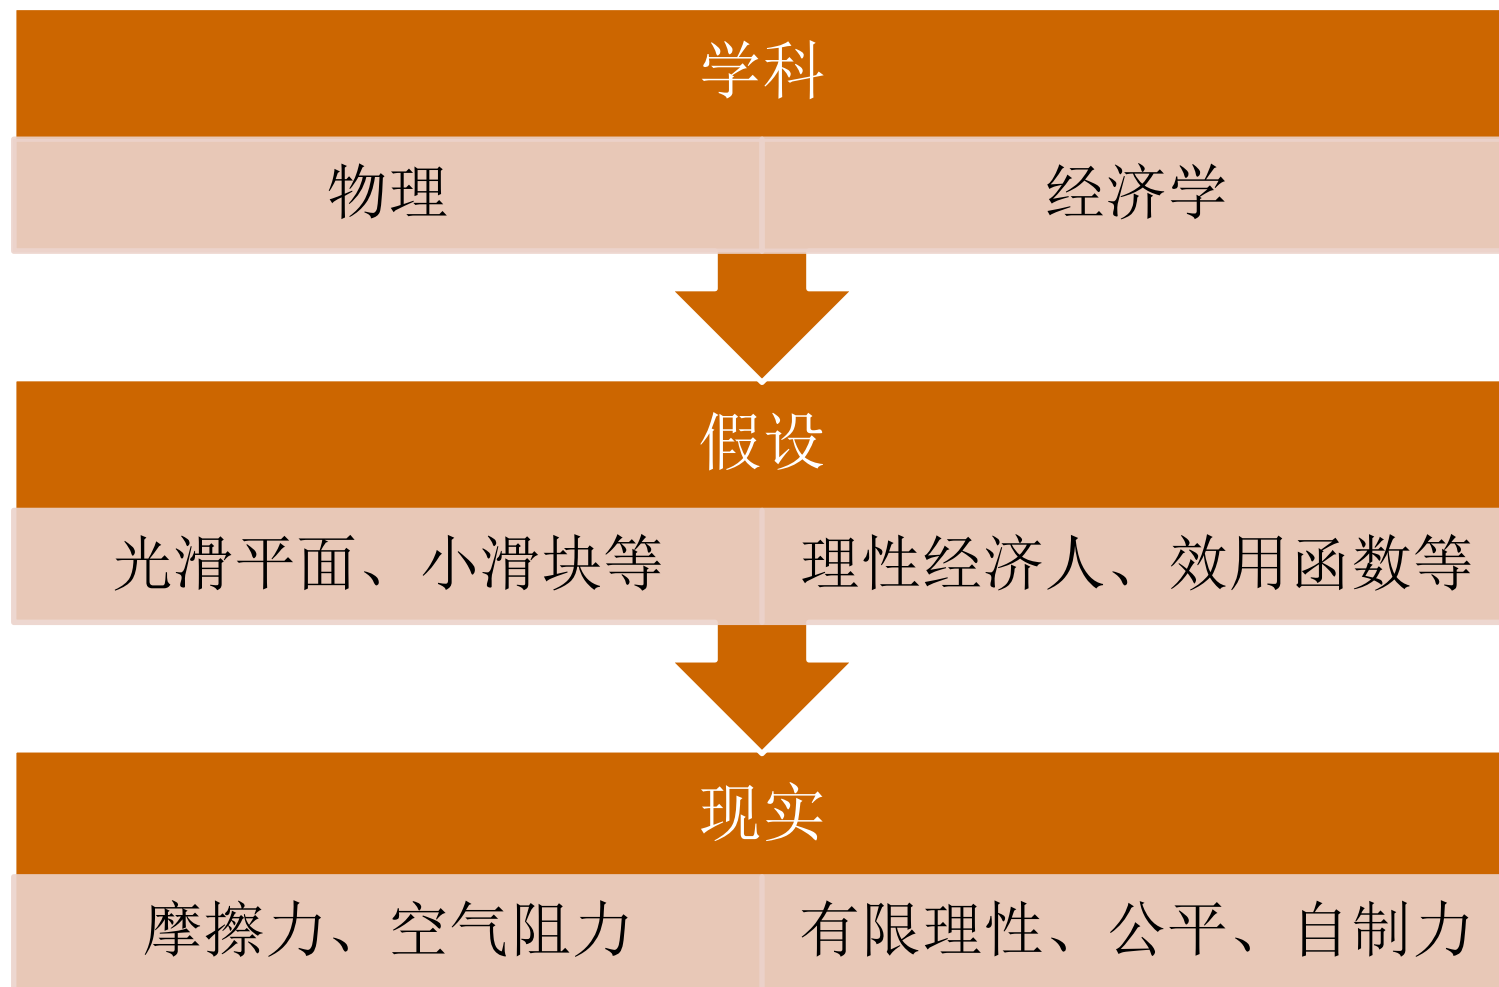 学科
物理
经济学
假设
光滑平面、小滑块等
理性经济人、效用函数等
现实
摩擦力、空气阻力
有限理性、公平、自制力